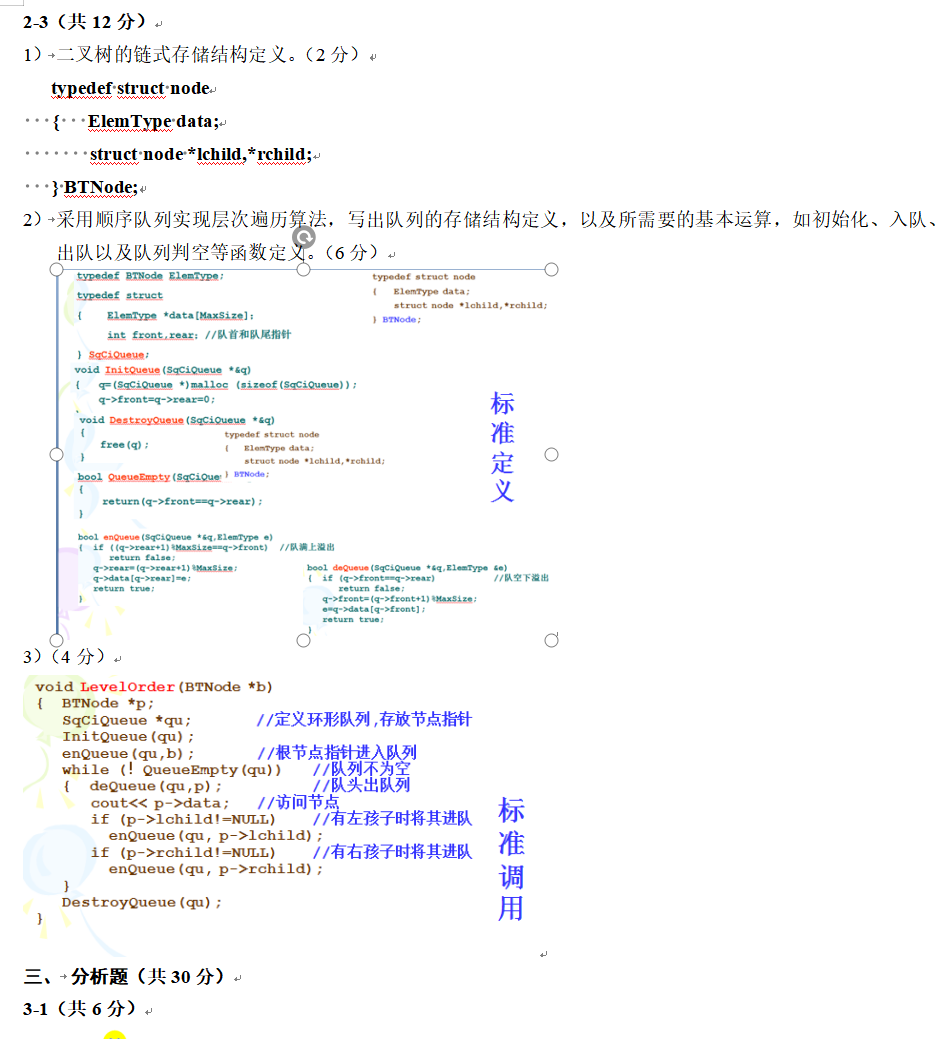 2-3（共 12 分）
1）二叉树的链式存储结构定义。（2 分）
typedef struct node
{ ElemType data;
struct node *lchild,*rchild;
} BTNode;
2）采用顺序队列实现层次遍历算法，写出队列的存储结构定义，以及所需要的基本运算，如初始化、入队、
出队以及队列判空等函数定义。（6 分）
typedef BTNode ElemType;
typedef struct
{ ElemType *data[MaxSize];
int front,rear; //队首和队尾指针
} SqCiQueue;
typedef struct node
{ ElemType data;
struct node *lchild,*rchild;
} BTNode;
void InitQueue(SqCiQueue *&q)
{ q=(SqCiQueue *)malloc (sizeof(SqCiQueue));
q->front=q->rear=0;
void DestroyQueue(SqCiQueue *&q)
{
free(q);
}
typedef struct node
{ ElemType data;
struct node *lchild,*rchild;
} BTNode;
bool QueueEmpty(SqCiQue
{
return(q->front==q->rear);
}
标准定义
bool enQueue(SqCiQueue *&q,ElemType e)
{ if ((q->rear+1)%MaxSize==q->front) //队满上溢出
return false;
q->rear=(q->rear+1)%MaxSize;
q->data[q->rear]=e;
return true;
}
bool deQueue(SqCiQueue *&q,ElemType &e)
{ if (q->front==q->rear) //队空下溢出
return false;
q->front=(q->front+1)%MaxSize;
e=q->data[q->front];
return true;
}
3）（4 分）
void LevelOrder(BTNode *b)
{ BTNode *p;
SqCiQueue *qu; //定义环形队列,存放节点指针
InitQueue(qu);
enQueue(qu,b); //根节点指针进入队列
while (! QueueEmpty(qu)) //队列不为空
{ deQueue(qu,p); //队头出队列
cout<< p->data; //访问节点
if (p->lchild!=NULL) //有左孩子时将其进队
enQueue(qu, p->lchild);
if (p->rchild!=NULL) //有右孩子时将其进队
enQueue(qu, p->rchild);
}
DestroyQueue(qu);
}
标准调用
三、分析题（共 30 分）
3-1（共 6 分）